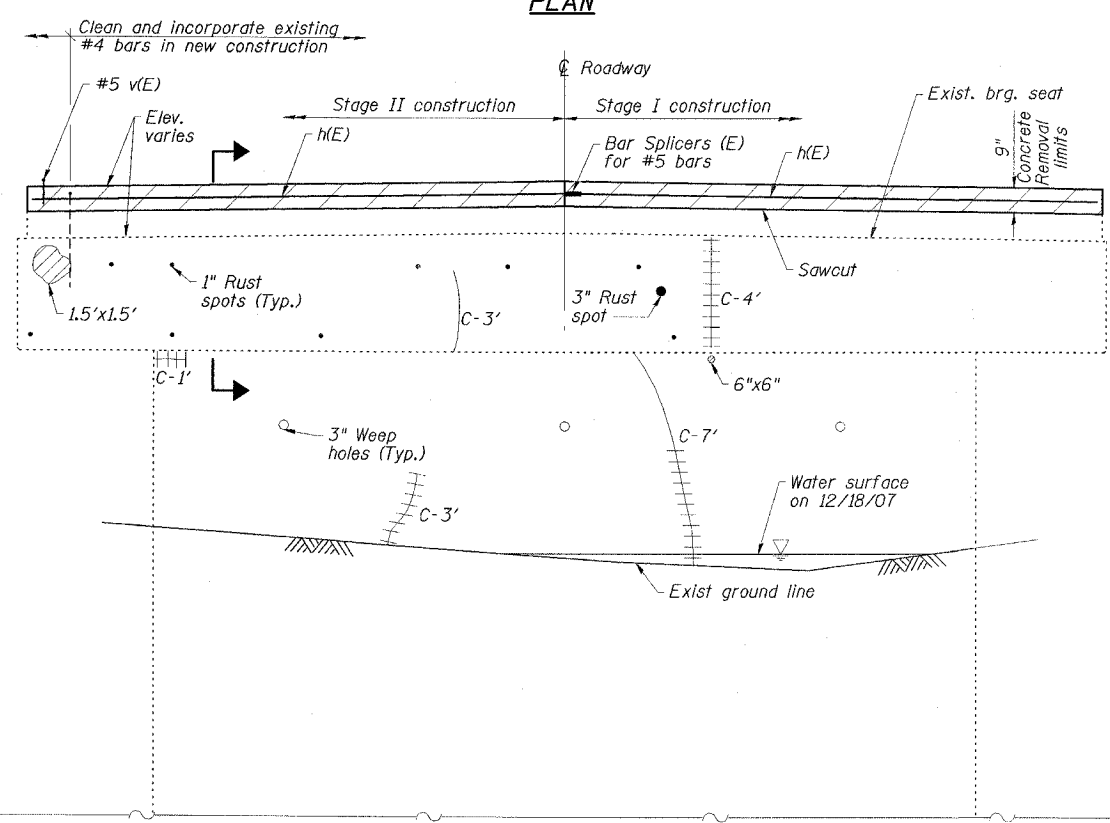 PLAN
Clean and incorporate existing
#4 bars in new construction
℄ Roadway
#5 v(E)
Stage II construction
Stage I construction
Exist. brg. seat
Elev.
varies
h(E)
Bar Splicers (E)
for #5 bars
h(E)
9"
Concrete
Removal
limits
Sawcut
1" Rust
spots (Typ.)
1.5'x1.5'
C-3'
3" Rust
spot
C-4'
C-1'
6"x6"
3" Weep
holes (Typ.)
C-7'
Water surface
on 12/18/07
C-3'
Exist ground line